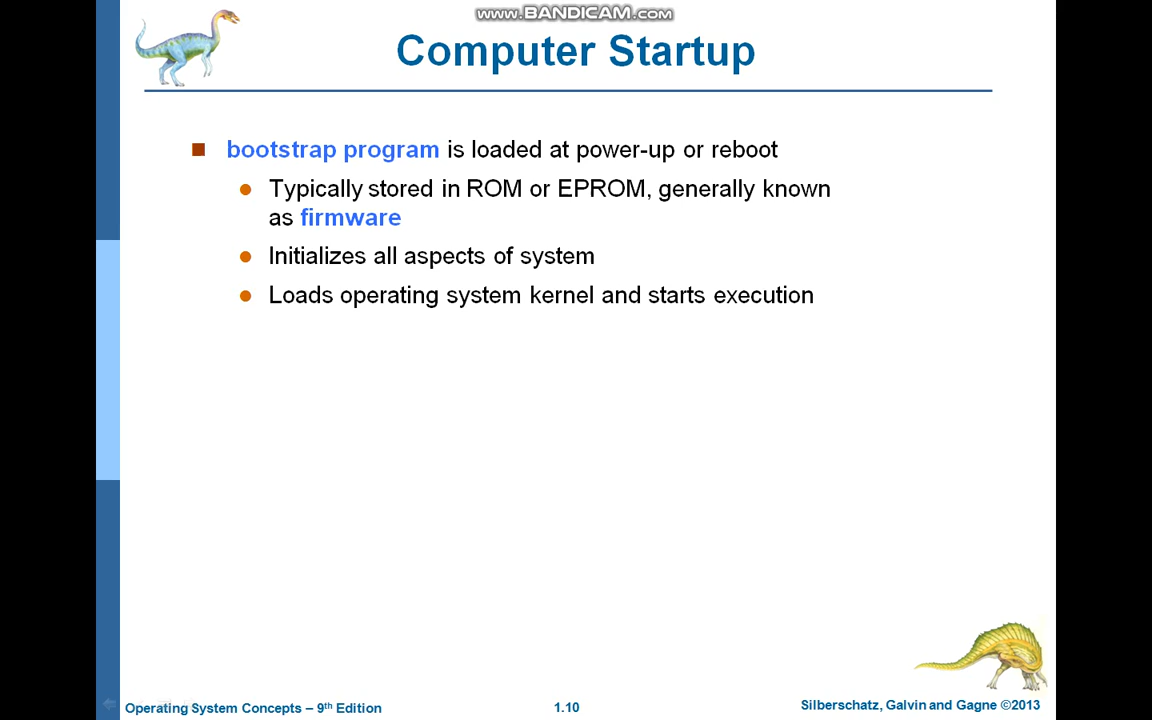 www.BANDICAM.com
Computer Startup
bootstrap program is loaded at power-up or reboot
Typically stored in ROM or EPROM, generally known
as firmware
Initializes all aspects of system
Loads operating system kernel and starts execution
Operating System Concepts – 9th Edition
1.10
Silberschatz, Galvin and Gagne ©2013